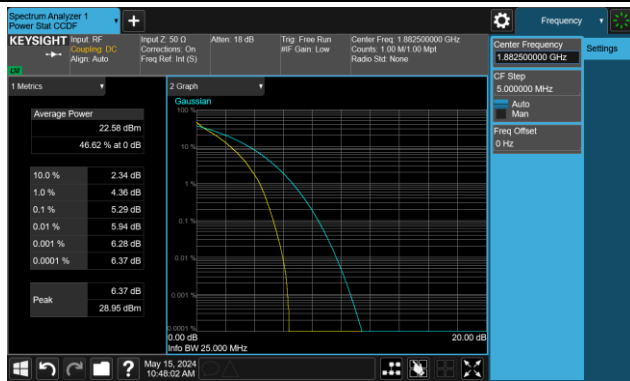 Spectrum Analyzer 1
Power Stat CCDF
Frequency
KEYSIGHT
Input: RF
Coupling: DC
Align: Auto
Input Z: 50 Ω
Corrections: On
Freq Ref: Int (S)
Atten: 18 dB
Trig: Free Run
#IF Gain: Low
Center Freq: 1.882500000 GHz
Counts: 1.00 M/1.00 Mpt
Radio Std: None
Center Frequency
1.882500000 GHz
Settings
CF Step
5.000000 MHz
Auto
Man
Freq Offset
0 Hz
1 Metrics
Average Power
22.58 dBm
46.62 % at 0 dB
10.0 % 2.34 dB
1.0 % 4.36 dB
0.1 % 5.29 dB
0.01 % 5.94 dB
0.001 % 6.28 dB
0.0001 % 6.37 dB
Peak
6.37 dB
28.95 dBm
2 Graph
Gaussian
100 %
10 %
1 %
0.1 %
0.01 %
0.001 %
0.0001 %
0.00 dB
20.00 dB
Info BW 25.000 MHz
?
May 15, 2024
10:48:02 AM